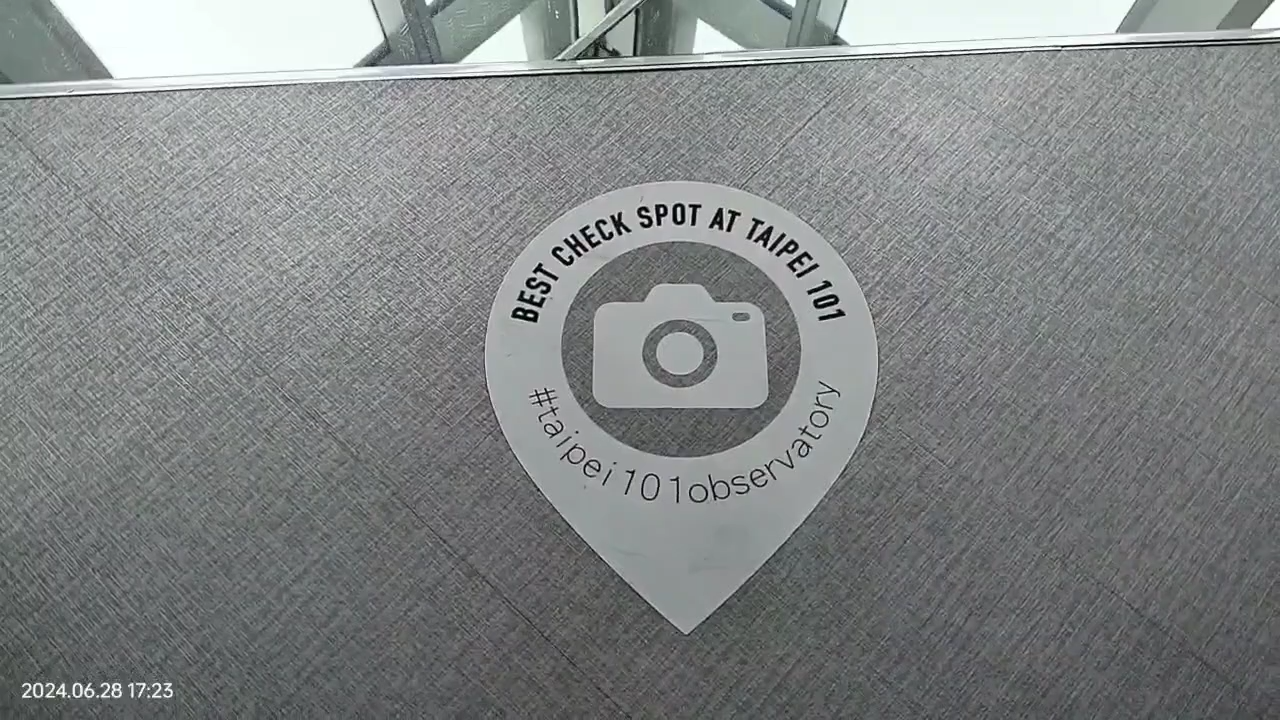 BEST CHECK SPOT AT TAIPEI 101
#taipei101observatory
2024.06.28 17:23